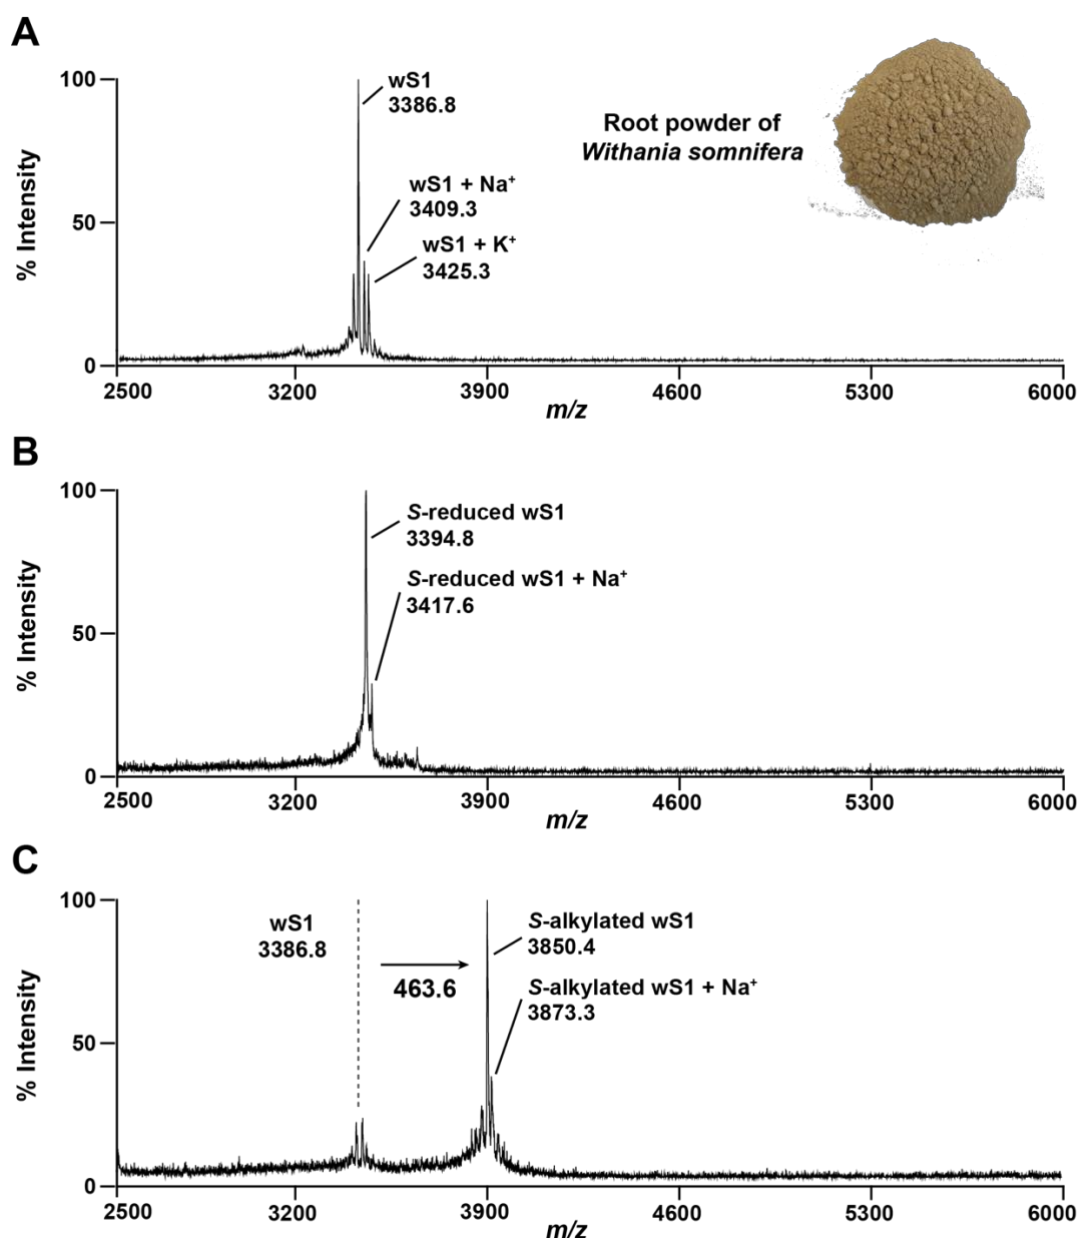 A
% Intensity
100
50
0
wS1
3386.8
wS1 + Na⁺
3409.3
wS1 + K⁺
3425.3
Root powder of
Withania somnifera
2500 3200 3900 4600 5300 6000
m/z
B
% Intensity
100
50
0
S-reduced wS1
3394.8
S-reduced wS1 + Na⁺
3417.6
2500 3200 3900 4600 5300 6000
m/z
C
% Intensity
100
50
0
wS1
3386.8
463.6
S-alkylated wS1
3850.4
S-alkylated wS1 + Na⁺
3873.3
2500 3200 3900 4600 5300 6000
m/z